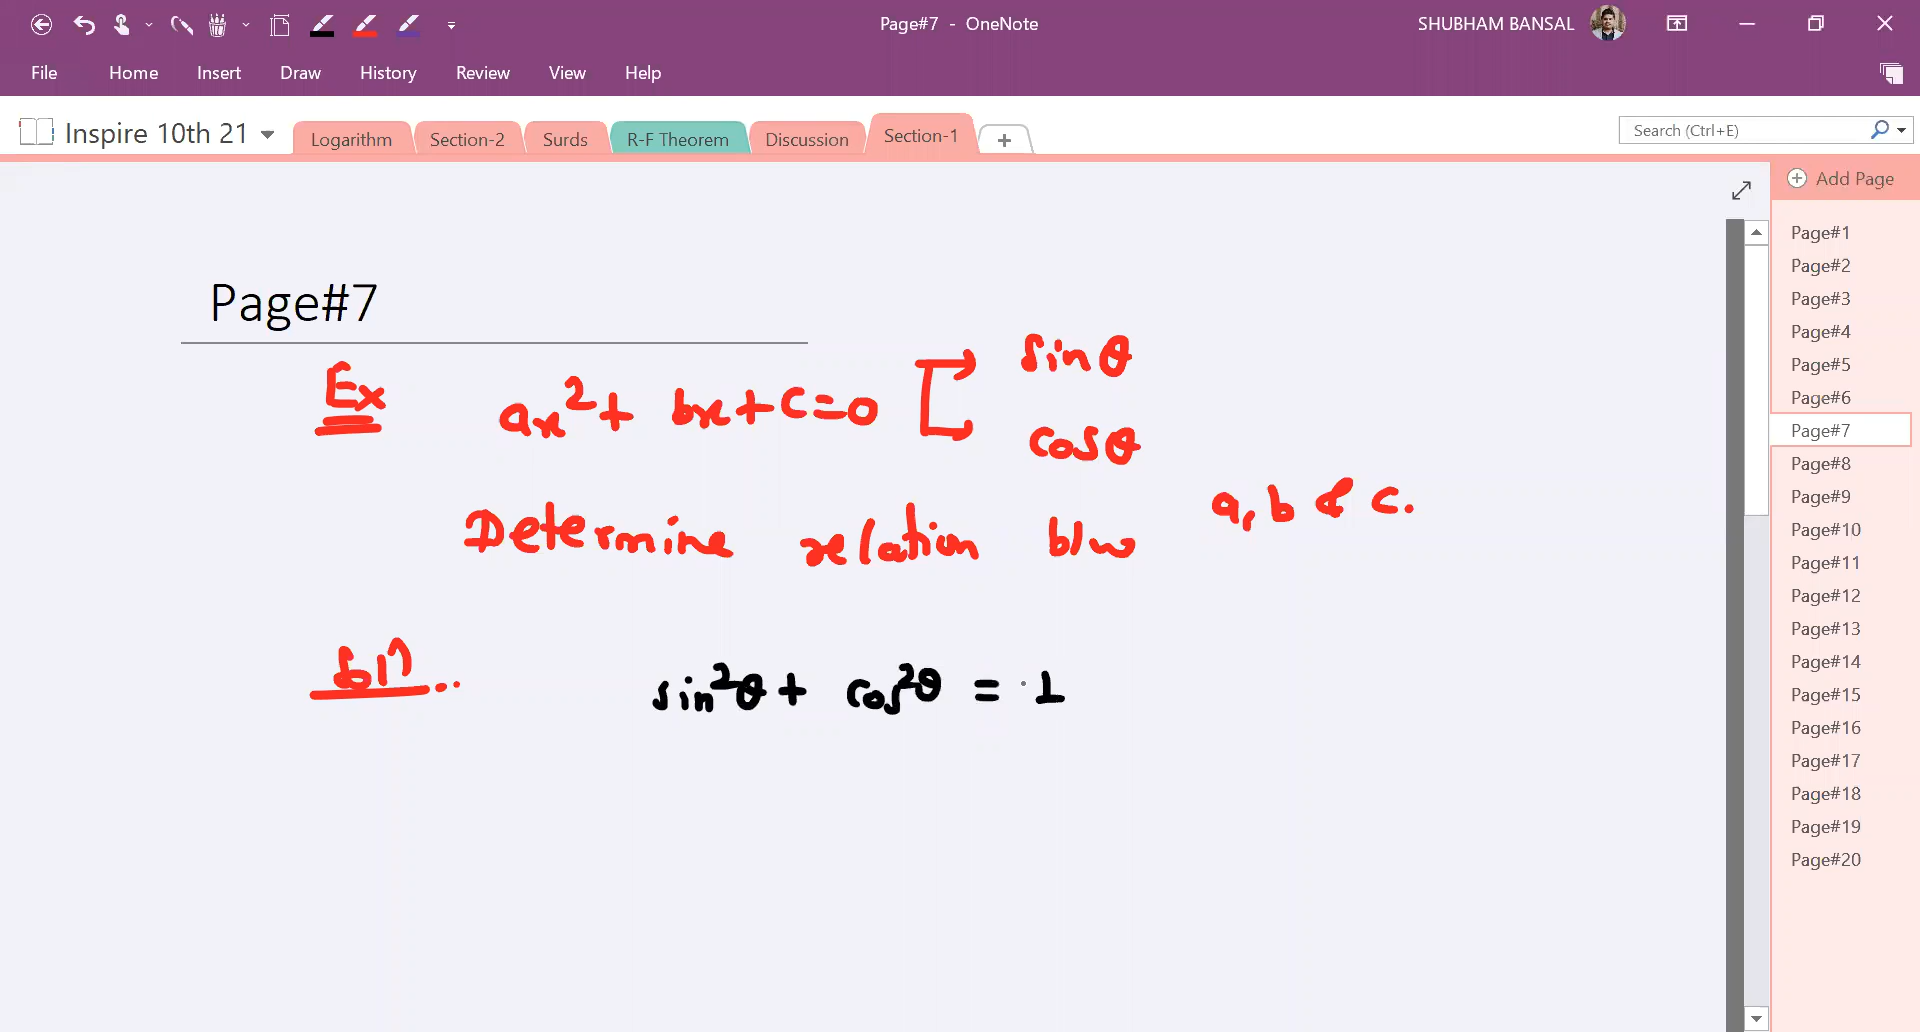 Page#7 - OneNote
SHUBHAM BANSAL
File Home Insert Draw History Review View Help
Inspire 10th 21
Logarithm Section-2 Surds R-F Theorem Discussion Section-1
Search (Ctrl+E)
Add Page
Page#1
Page#2
Page#3
Page#4
Page#5
Page#6
Page#7
Page#8
Page#9
Page#10
Page#11
Page#12
Page#13
Page#14
Page#15
Page#16
Page#17
Page#18
Page#19
Page#20
Page#7
Ex ax²+ bx+c=0
sinθ
cosθ
Determine relation b/w a, b & c.
Solⁿ..
sin²θ + cos²θ = 1